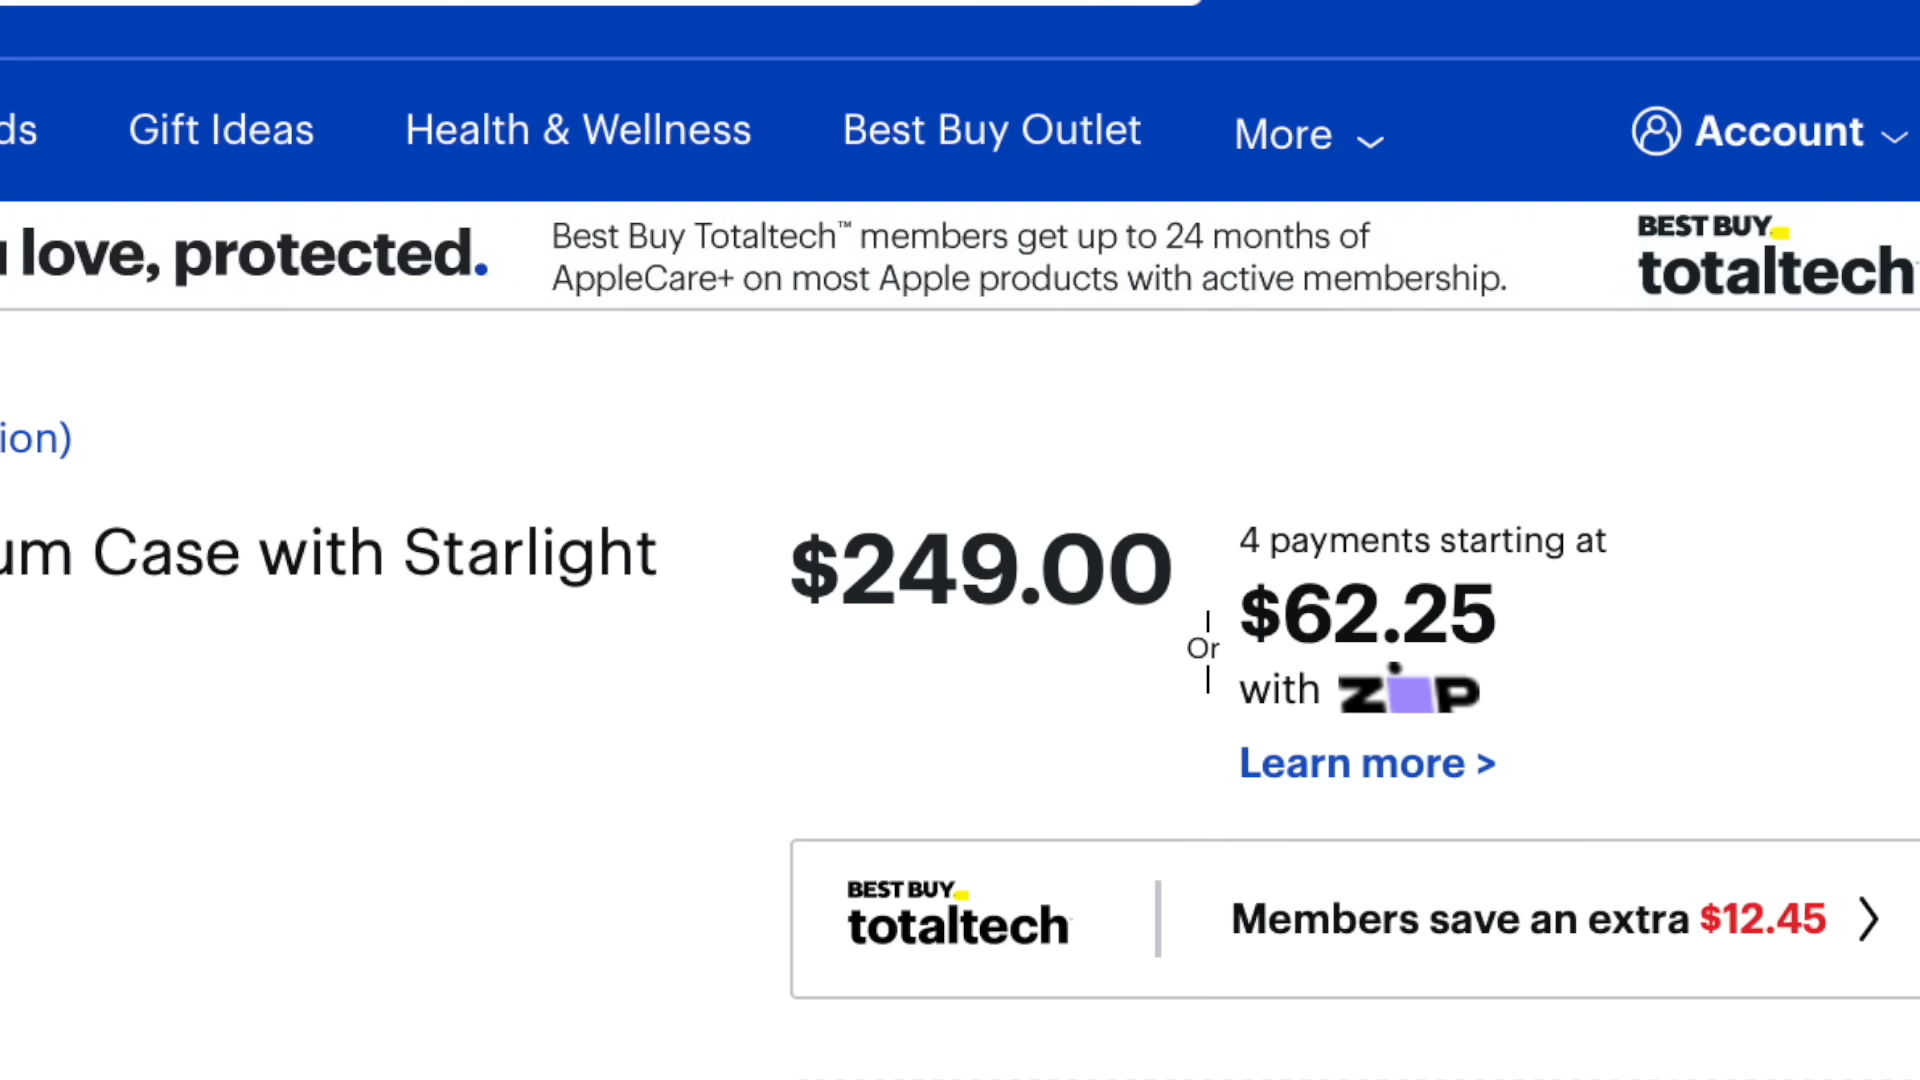 Gift Ideas Health & Wellness Best Buy Outlet More Account
love, protected.
Best Buy Totaltech™ members get up to 24 months of
AppleCare+ on most Apple products with active membership.
BEST BUY
totaltech
ion)
um Case with Starlight
$249.00
Or
4 payments starting at
$62.25
with ZIP
Learn more >
BEST BUY
totaltech
Members save an extra $12.45